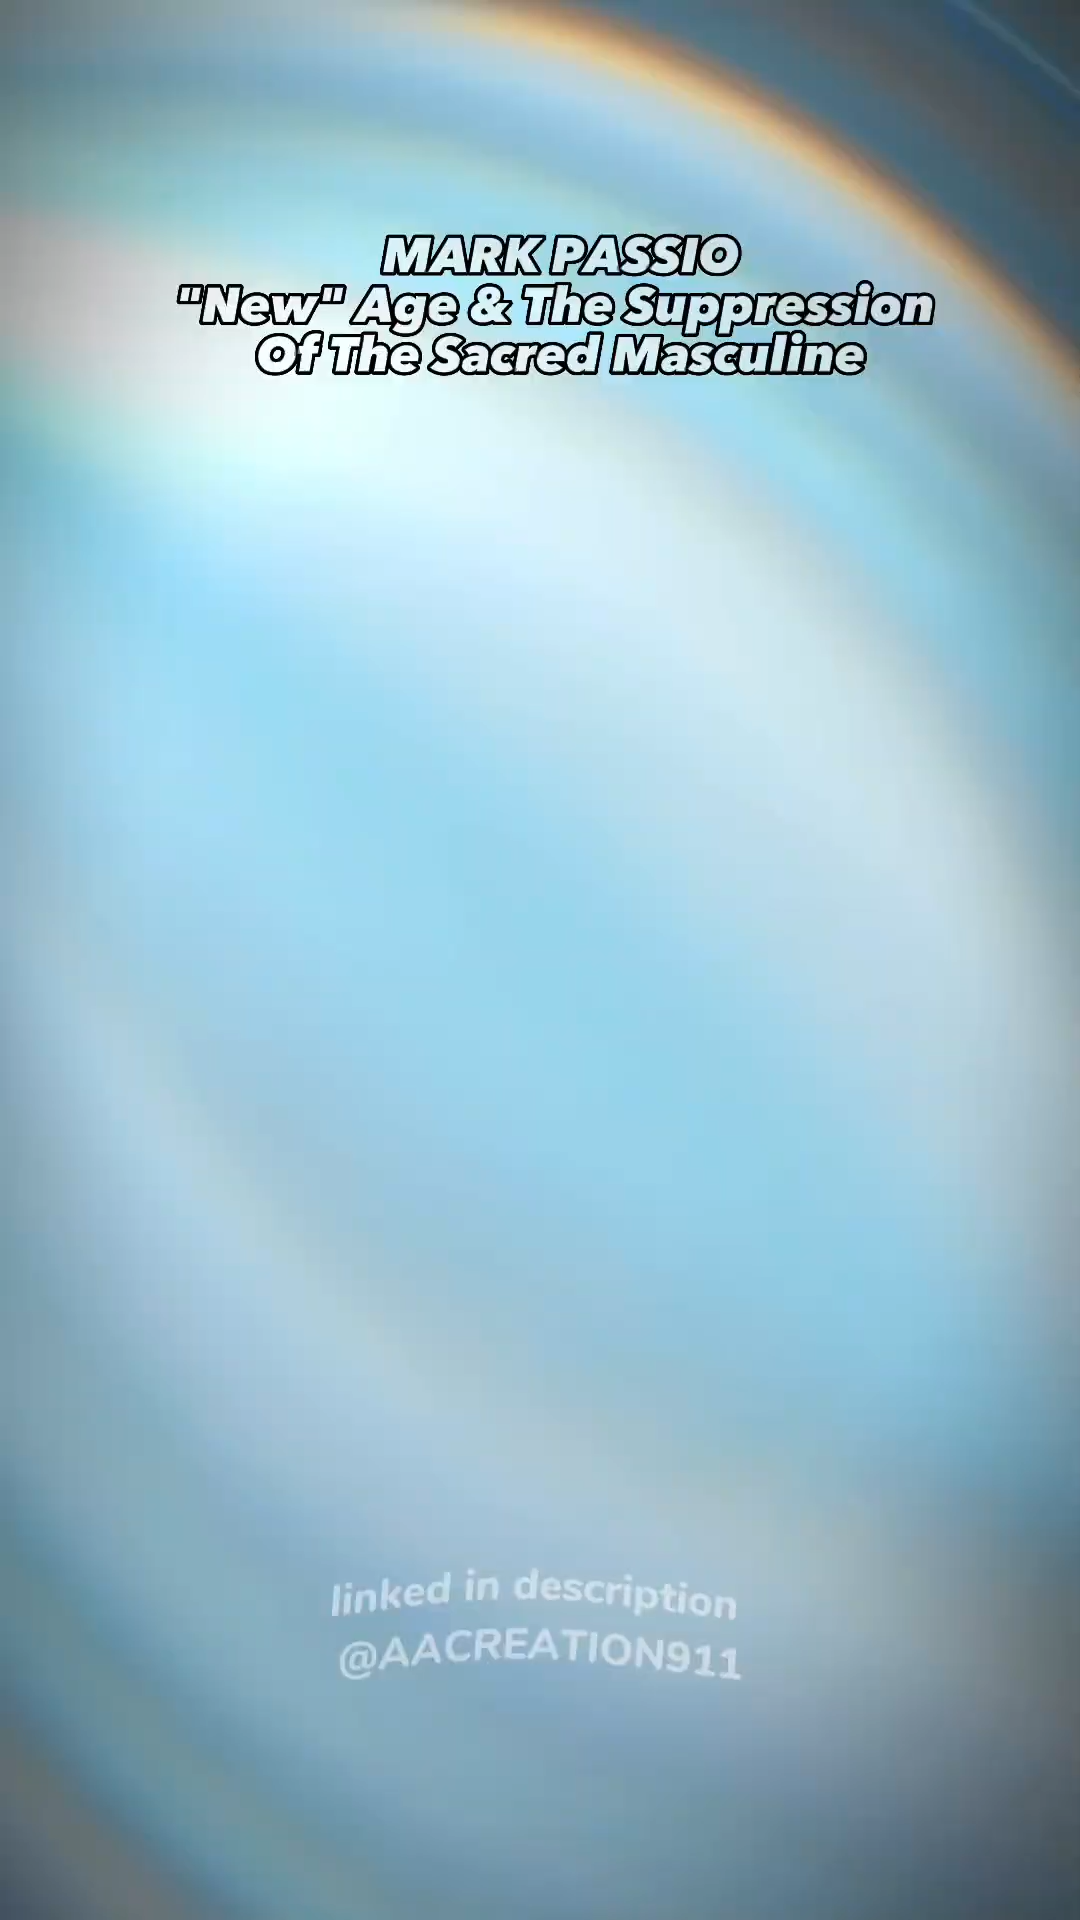 MARK PASSIO
"New" Age & The Suppression
Of The Sacred Masculine
linked in description
@AACREATION911